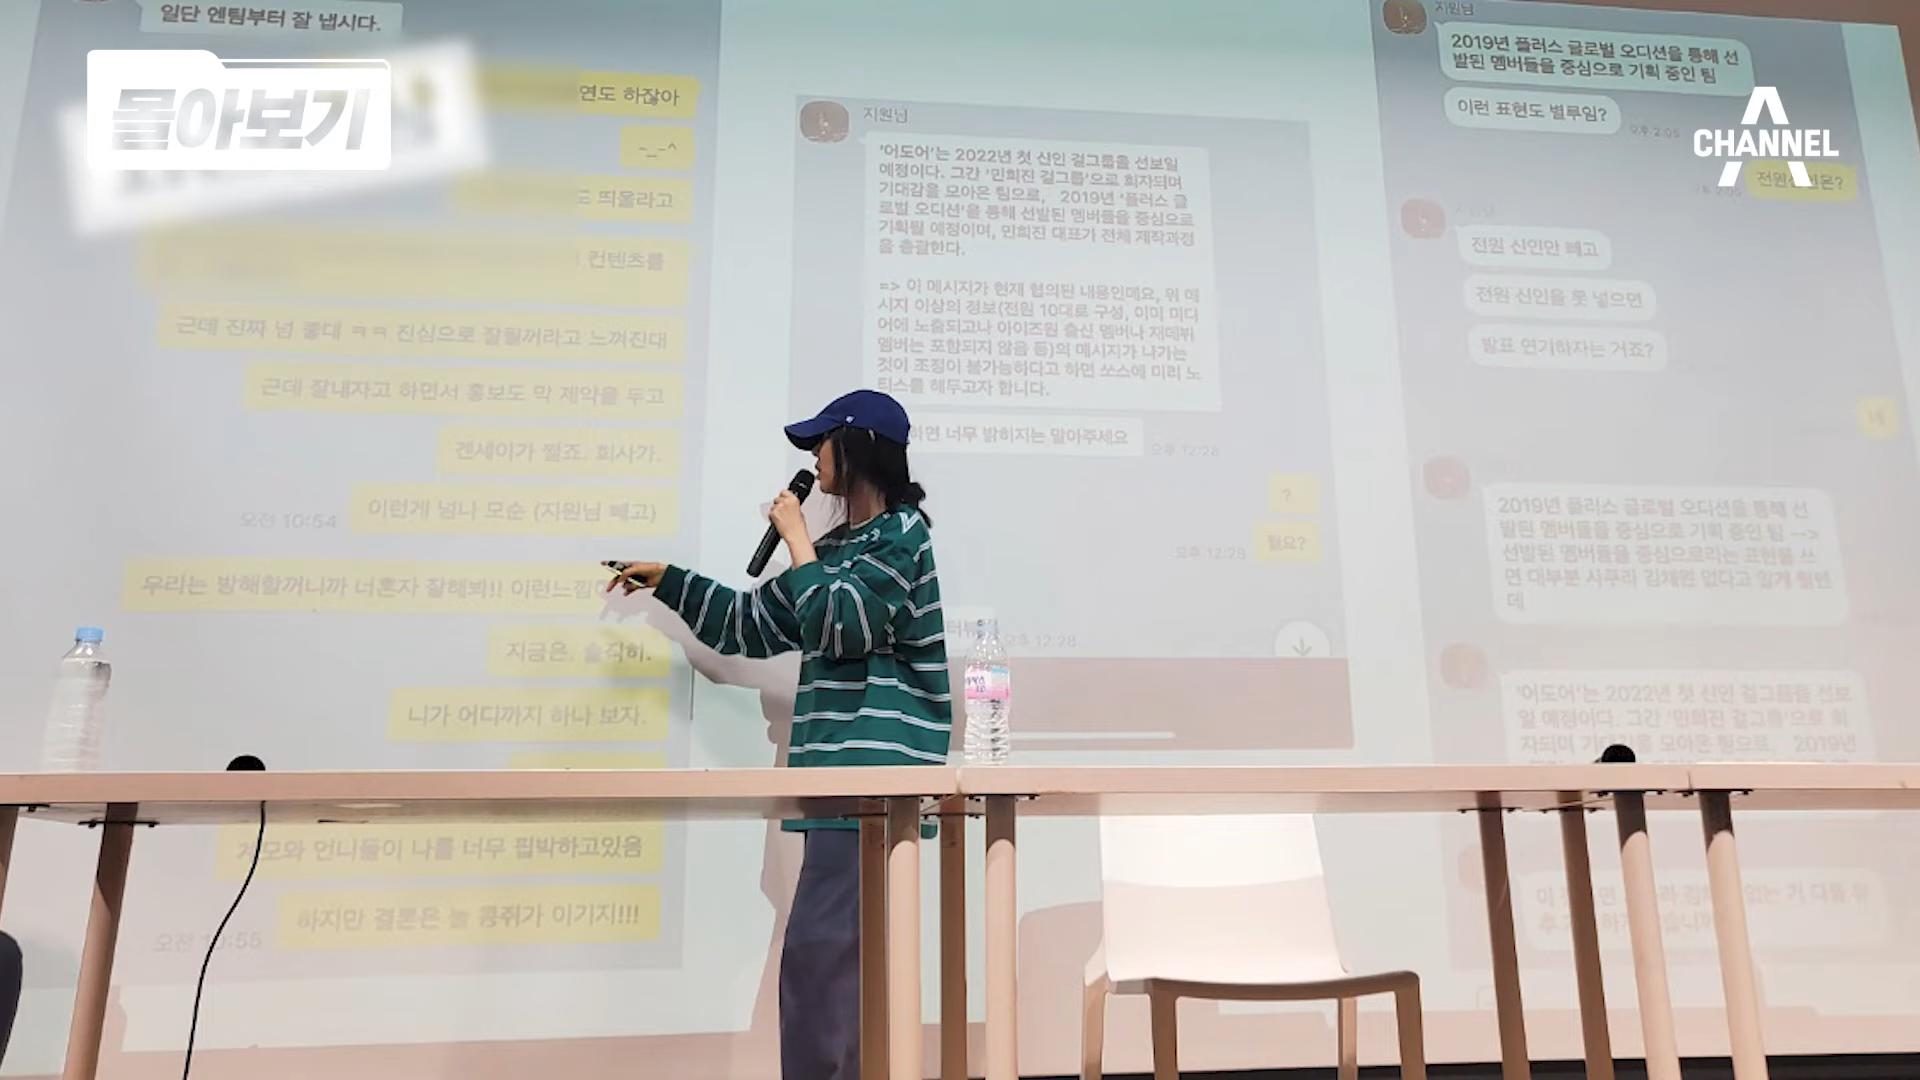 몰아보기
CHANNEL A
일단 엔팀부터 잘 냅시다.
연도 하잖아
-_-^
도 띄울라고
컨텐츠를
근데 진짜 넘 좋대 ㅋㅋ 진심으로 잘될꺼라고 느껴진대
근데 잘내자고 하면서 홍보도 막 제약을 두고
겐세이가 쩔죠. 회사가.
이런게 넘나 모순 (지원님 빼고)
오전 10:54
우리는 방해할꺼니까 너혼자 잘해봐!! 이런느낌
지금은. 솔직히.
니가 어디까지 하나 보자.
계모와 언니들이 나를 너무 핍박하고있음
하지만 결론은 늘 콩쥐가 이기지!!!
오전 10:55
지원님
'어도어'는 2022년 첫 신인 걸그룹을 선보일
예정이다. 그간 '민희진 걸그룹'으로 회자되며
기대감을 모아온 팀으로, 2019년 '플러스 글
로벌 오디션'을 통해 선발된 멤버들을 중심으로
기획될 예정이며, 민희진 대표가 전체 제작과정
을 총괄한다.
=> 이 메시지가 현재 협의된 내용인데요, 위 메
시지 이상의 정보(전원 10대로 구성, 이미 미디
어에 노출되고나 아이즈원 출신 멤버나 재데뷔
멤버는 포함되지 않음 등)의 메시지가 나가는
것이 조정이 불가능하다고 하면 쏘스에 미리 노
티스를 해두고자 합니다.
하면 너무 밝히지는 말아주세요
오후 12:28
?
뭘요?
오후 12:28
오후 12:28
지원님
2019년 플러스 글로벌 오디션을 통해 선
발된 멤버들을 중심으로 기획 중인 팀
이런 표현도 별루임?
오후 2:05
전원신인은?
오후 2:05
전원 신인만 빼고
전원 신인을 못 넣으면
발표 연기하자는 거죠?
네
2019년 플러스 글로벌 오디션을 통해 선
발된 멤버들을 중심으로 기획 중인 팀 -->
선발된 멤버들을 중심으로라는 표현을 쓰
면 대부분 사쿠라 김채원 없다고 알게 될텐
데
'어도어'는 2022년 첫 신인 걸그룹을 선보
일 예정이다. 그간 '민희진 걸그룹'으로 회
자되며 기대감을 모아온 팀으로, 2019년
없는 거 다들 유